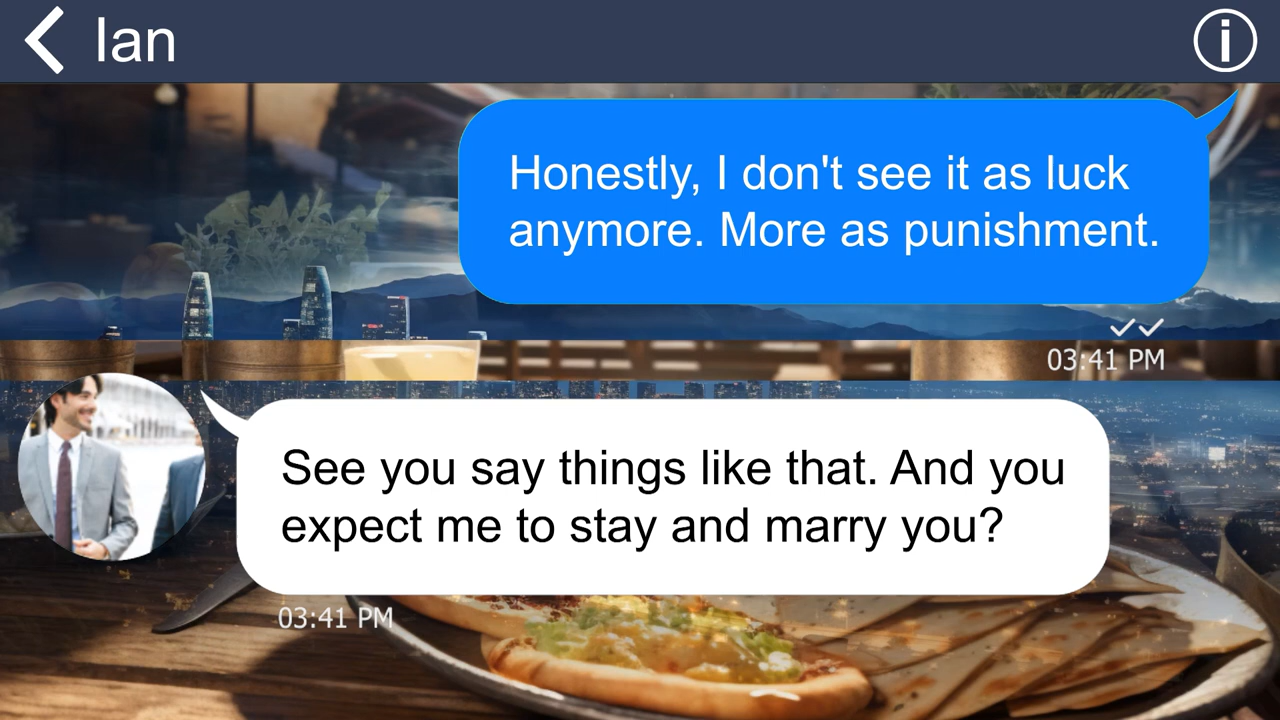 Ian
Honestly, I don't see it as luck
anymore. More as punishment.
03:41 PM
See you say things like that. And you
expect me to stay and marry you?
03:41 PM